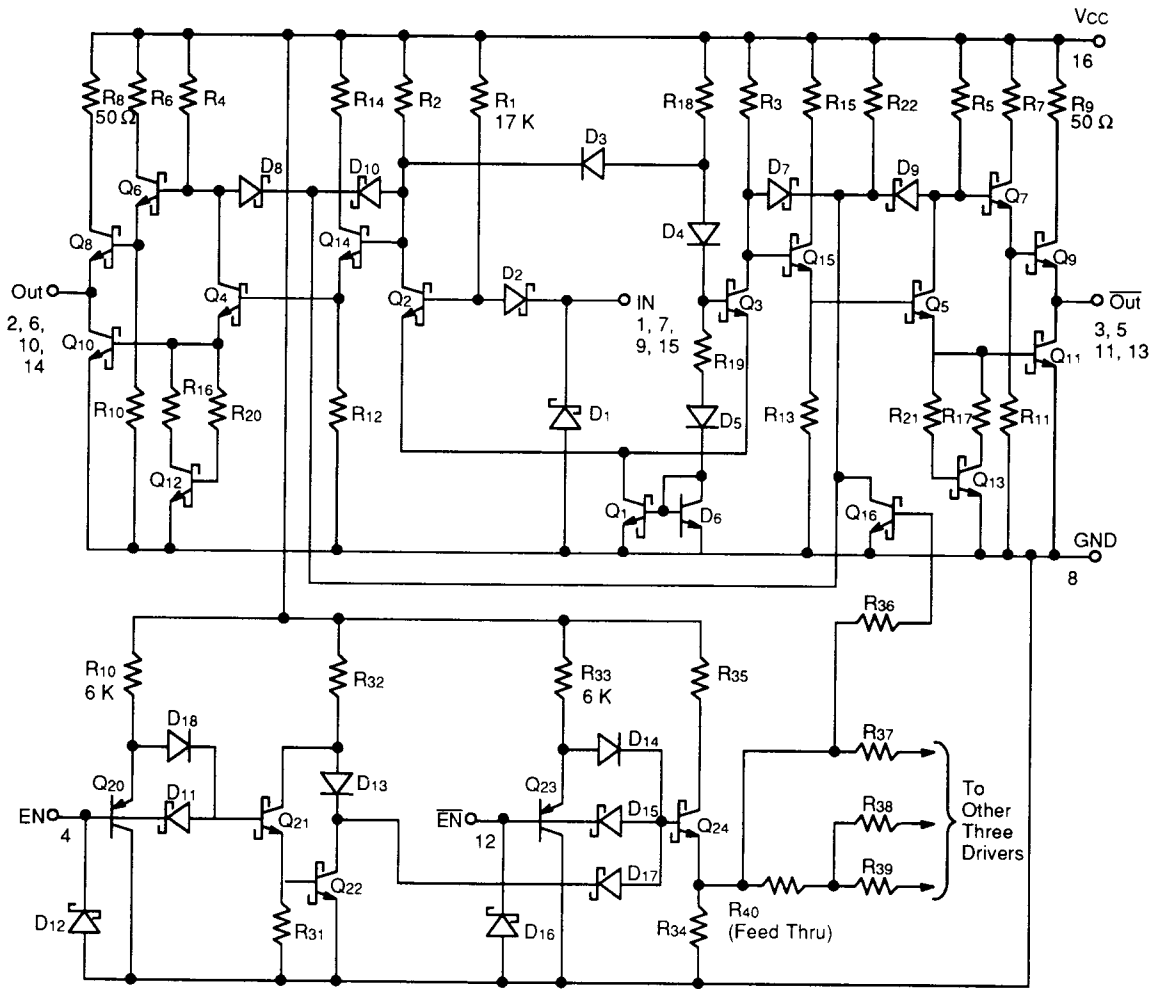 VCC
16
R8
50 Ω
R6
R4
R14
R2
R1
17 K
R18
R3
R15
R22
R5
R7
R9
50 Ω
D3
Q6
D8
D10
D7
D9
Q7
Q8
Q14
D4
Q15
Q9
Out
2, 6,
10,
14
Q4
Q2
D2
IN
1, 7,
9, 15
Q3
Q5
Out
3, 5
11, 13
Q10
R19
Q11
R10
R16
R20
R12
D1
D5
R13
R21
R17
R11
Q12
Q1
D6
Q16
Q13
GND
8
R36
R10
6 K
R32
R33
6 K
R35
D18
D14
R37
Q20
D11
D13
Q23
D15
R38
EN
4
Q21
EN
12
Q24
To
Other
Three
Drivers
Q22
D17
R39
D12
R31
D16
R34
R40
(Feed Thru)